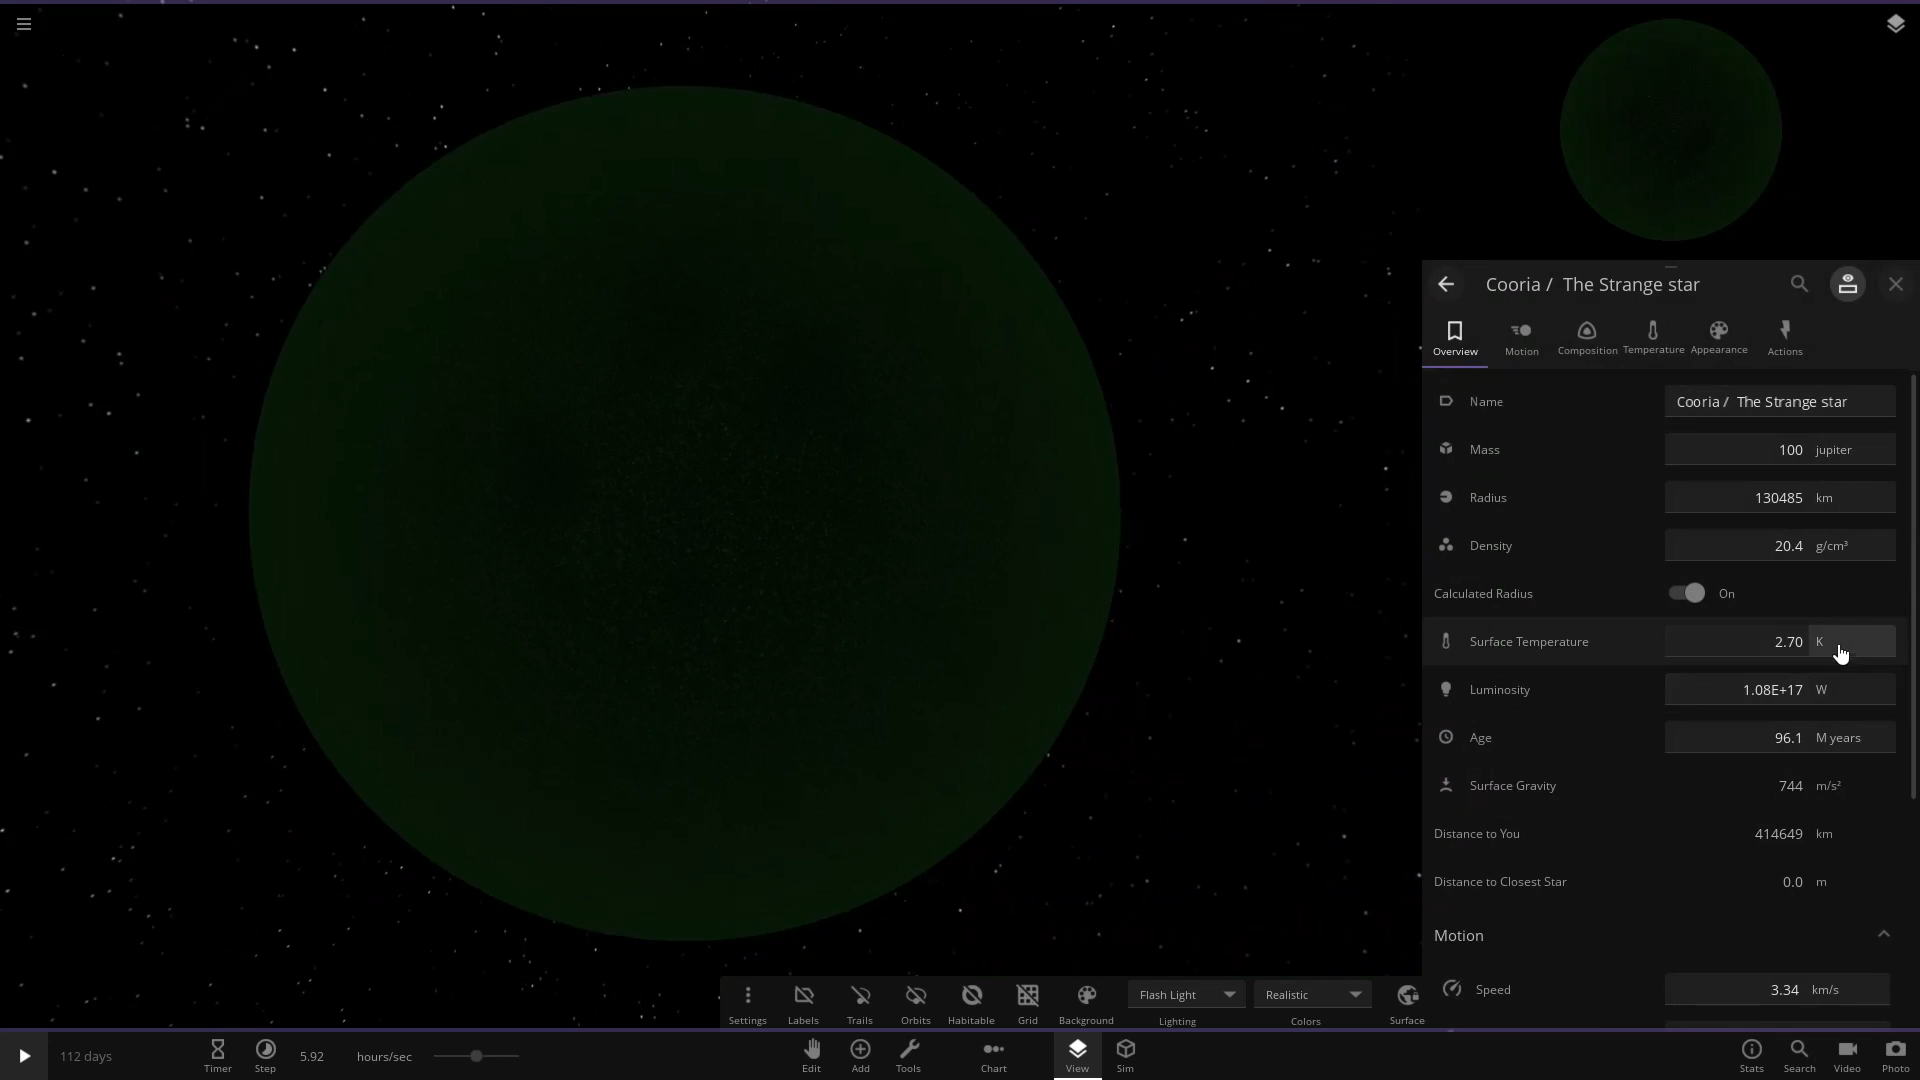 Cooria /  The Strange star
Overview
Motion
Composition
Temperature
Appearance
Actions
Name Cooria /  The Strange star
Mass 100 jupiter
Radius 130485 km
Density 20.4 g/cm³
Calculated Radius On
Surface Temperature 2.70 K
Luminosity 1.08E+17 W
Age 96.1 M years
Surface Gravity 744 m/s²
Distance to You 414649 km
Distance to Closest Star 0.0 m
Motion
Speed 3.34 km/s
Settings Labels Trails Orbits Habitable Grid Background
Flash Light
Lighting
Realistic
Colors
Surface
112 days
Timer
Step
5.92 hours/sec
Edit Add Tools Chart View Sim
Stats Search Video Photo